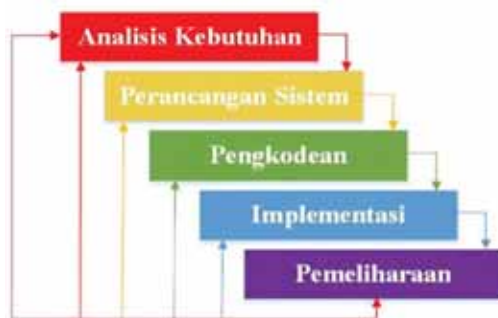 Analisis Kebutuhan
Perancangan Sistem
Pengkodean
Implementasi
Pemeliharaan